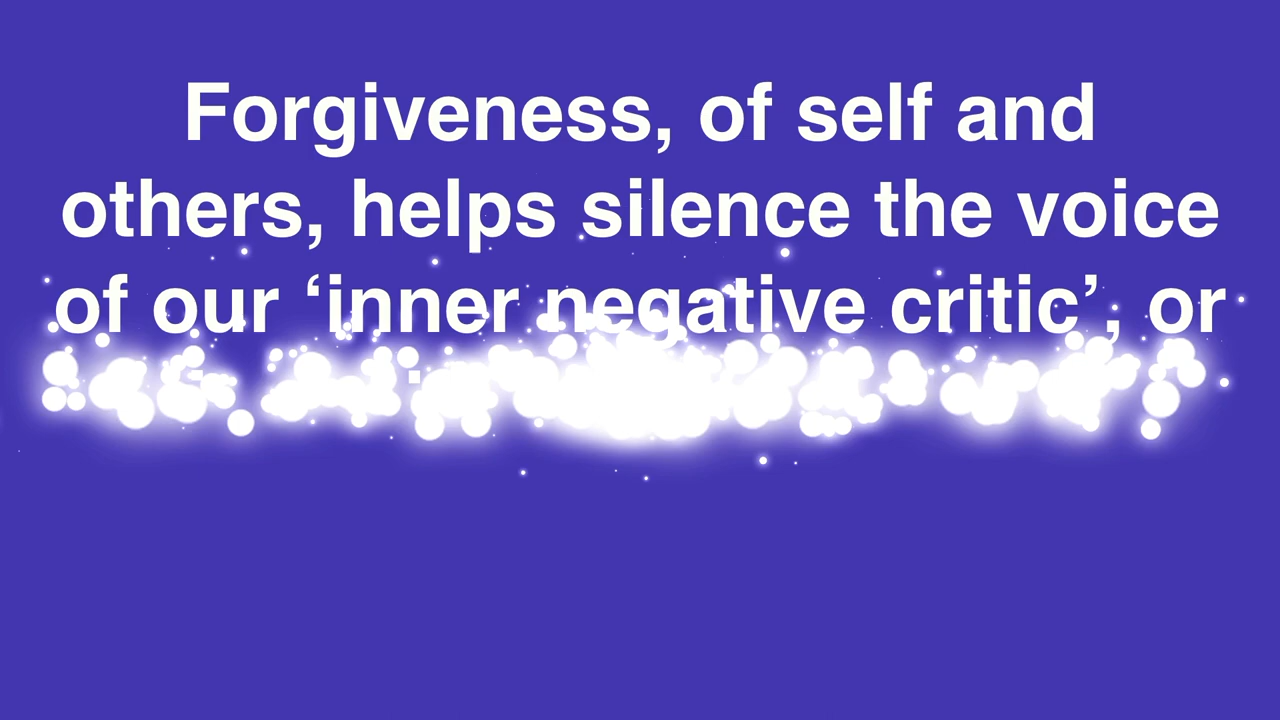 Forgiveness, of self and
others, helps silence the voice
of our ‘inner negative critic’, or